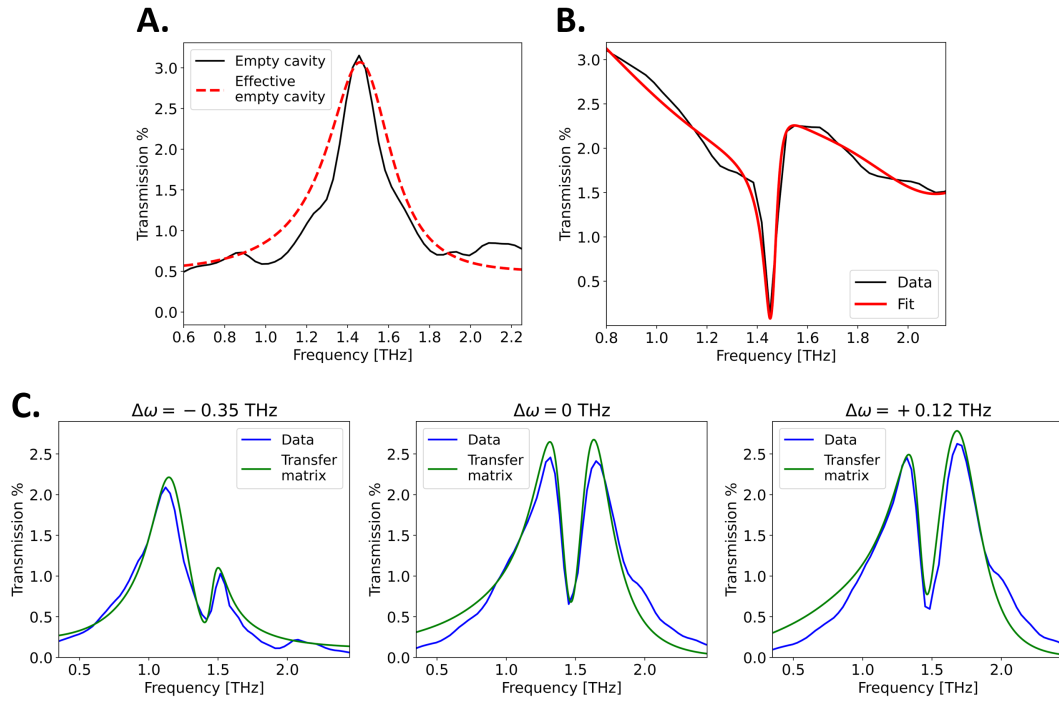 A.
Transmission %
3.0
2.5
2.0
1.5
1.0
0.5
0.0
Empty cavity
Effective
empty cavity
0.6 0.8 1.0 1.2 1.4 1.6 1.8 2.0 2.2
Frequency [THz]
B.
Transmission %
3.0
2.5
2.0
1.5
1.0
0.5
Data
Fit
0.8 1.0 1.2 1.4 1.6 1.8 2.0
Frequency [THz]
C.
Δω = − 0.35 THz
Transmission %
2.5
2.0
1.5
1.0
0.5
0.0
Data
Transfer
matrix
0.5 1.0 1.5 2.0
Frequency [THz]
Δω = 0 THz
Transmission %
2.5
2.0
1.5
1.0
0.5
0.0
Data
Transfer
matrix
0.5 1.0 1.5 2.0
Frequency [THz]
Δω = + 0.12 THz
Transmission %
2.5
2.0
1.5
1.0
0.5
0.0
Data
Transfer
matrix
0.5 1.0 1.5 2.0
Frequency [THz]